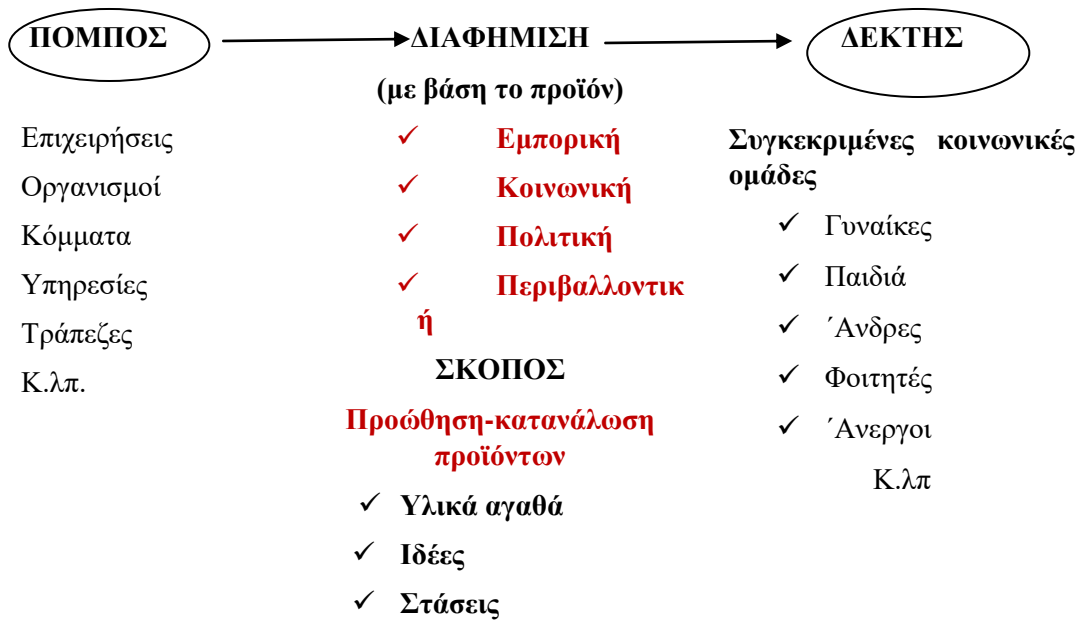 ΠΟΜΠΟΣ
Επιχειρήσεις
Οργανισμοί
Κόμματα
Υπηρεσίες
Τράπεζες
Κ.λπ.
ΔΙΑΦΗΜΙΣΗ
(με βάση το προϊόν)
✓ Εμπορική
✓ Κοινωνική
✓ Πολιτική
✓ Περιβαλλοντικ
ή
ΣΚΟΠΟΣ
Προώθηση-κατανάλωση
προϊόντων
✓ Υλικά αγαθά
✓ Ιδέες
✓ Στάσεις
ΔΕΚΤΗΣ
Συγκεκριμένες κοινωνικές
ομάδες
✓ Γυναίκες
✓ Παιδιά
✓ ΄Ανδρες
✓ Φοιτητές
✓ ΄Ανεργοι
Κ.λπ